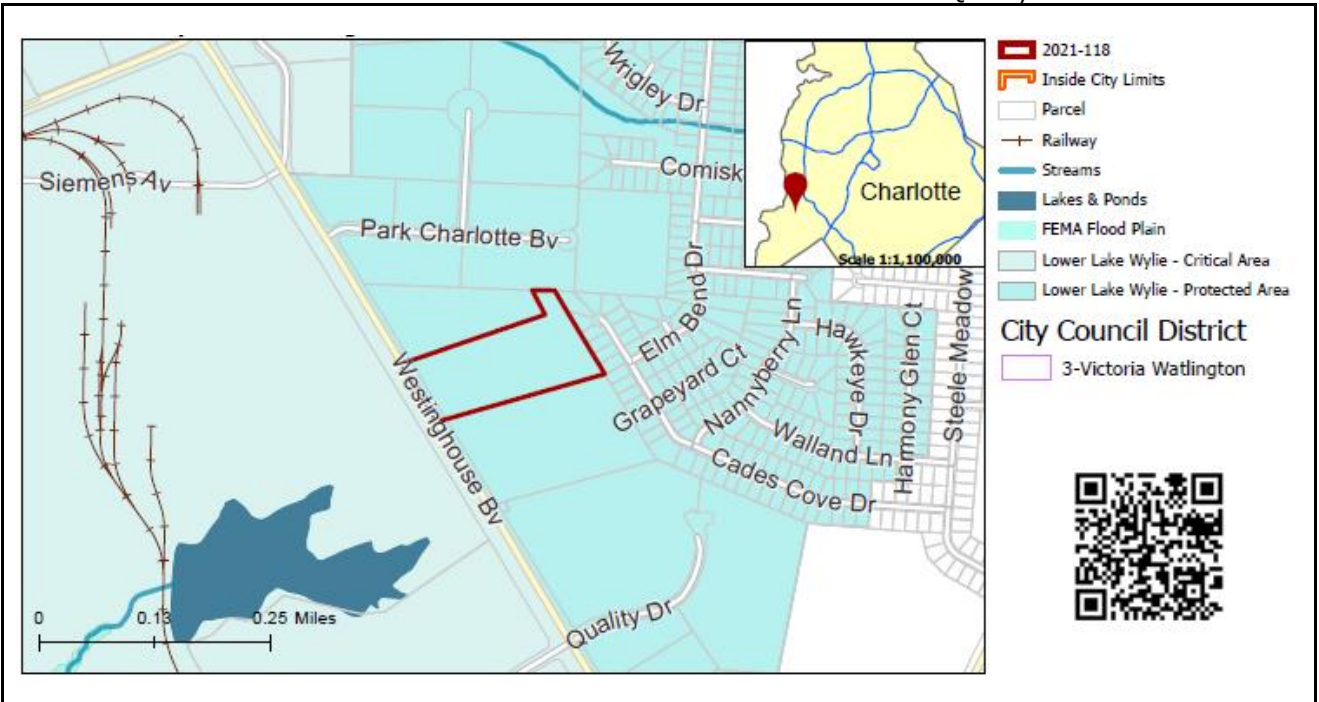 Wrigley Dr
Comisk
Siemens Av
Park Charlotte Bv
Charlotte
Scale 1:1,100,000
Elm Bend Dr
Grapeyard Ct
Nannyberry Ln
Hawkeye Dr
Walland Ln
Harmony Glen Ct
Steele Meadow
Cades Cove Dr
Westinghouse Bv
Quality Dr
0 0.13 0.25 Miles
2021-118
Inside City Limits
Parcel
Railway
Streams
Lakes & Ponds
FEMA Flood Plain
Lower Lake Wylie - Critical Area
Lower Lake Wylie - Protected Area
City Council District
3-Victoria Watlington